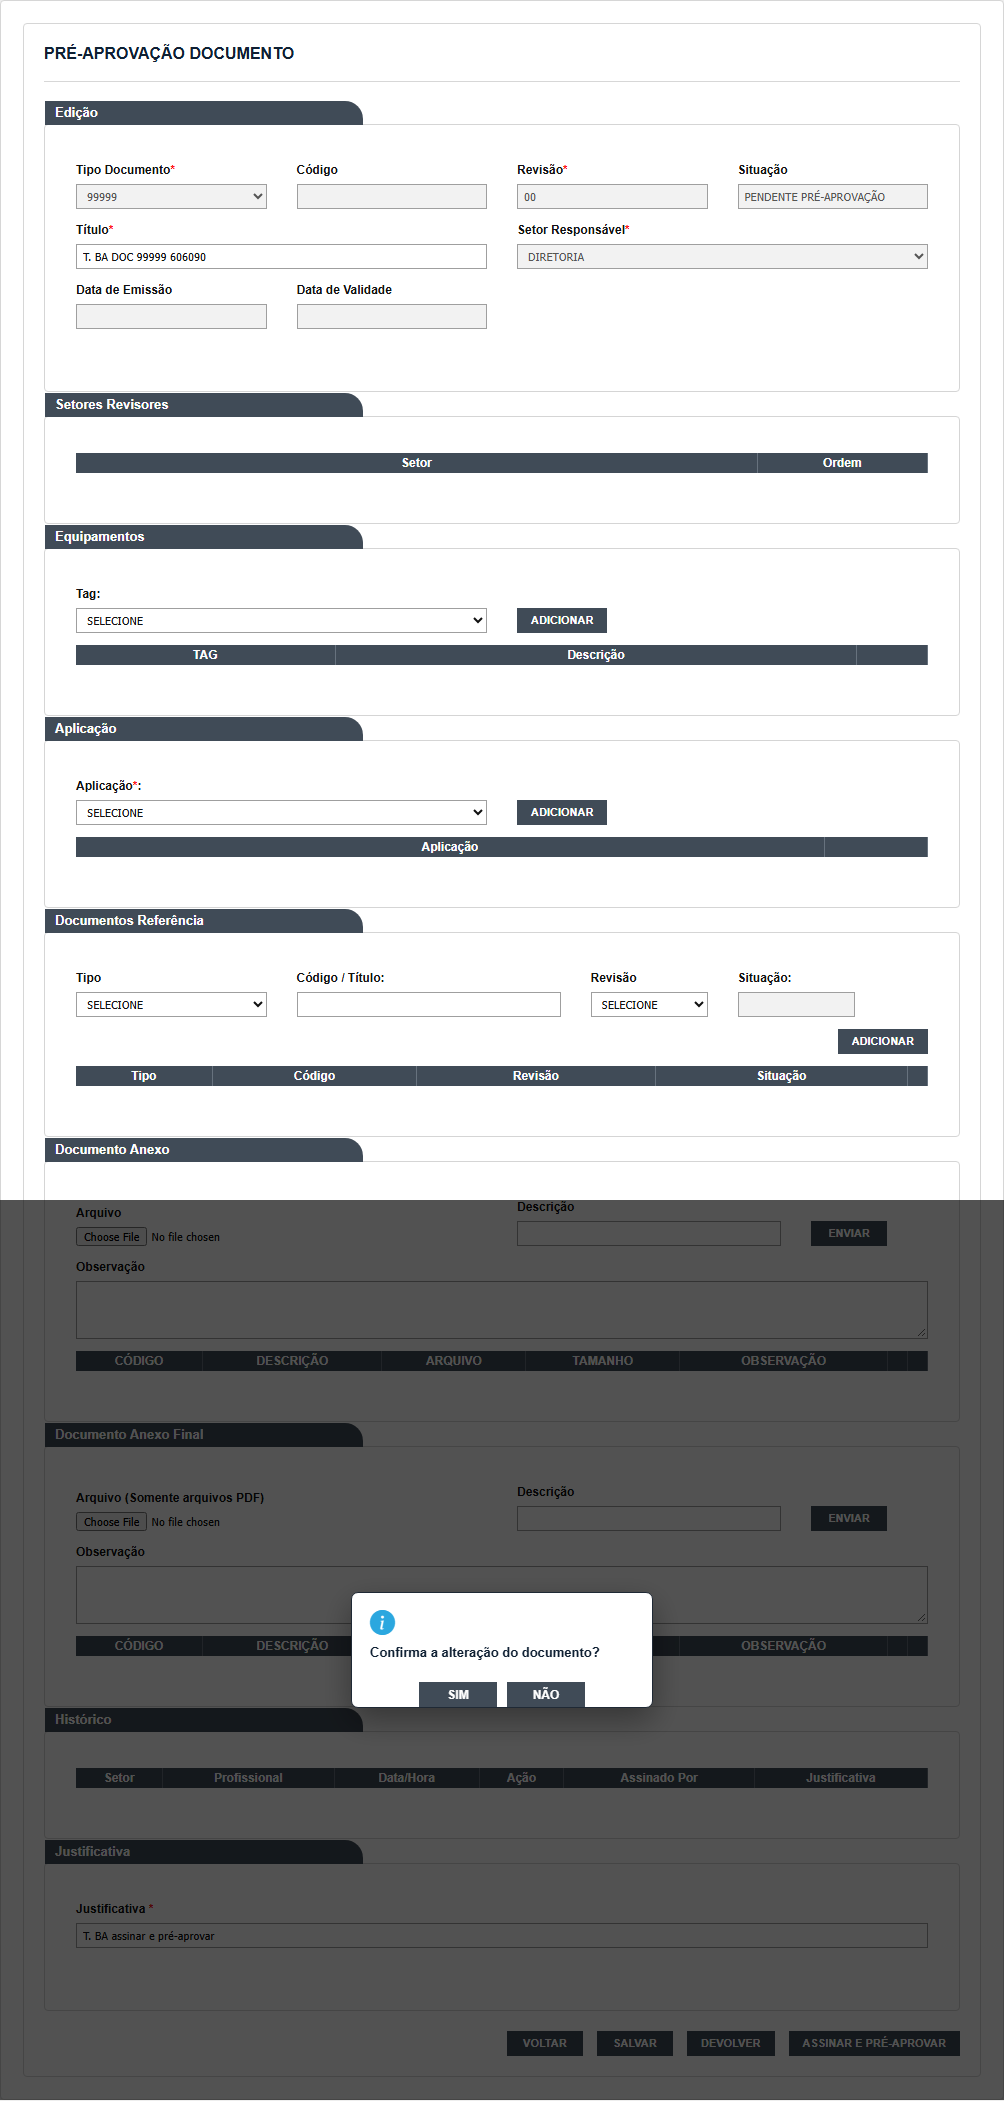 PRÉ-APROVAÇÃO DOCUMENTO
Edição
Tipo Documento* Código Revisão* Situação
99999 00 PENDENTE PRÉ-APROVAÇÃO
Título* Setor Responsável*
T. BA DOC 99999 606090 DIRETORIA
Data de Emissão Data de Validade
Setores Revisores
Setor Ordem
Equipamentos
Tag:
SELECIONE ADICIONAR
TAG Descrição
Aplicação
Aplicação*:
SELECIONE ADICIONAR
Aplicação
Documentos Referência
Tipo Código / Título: Revisão Situação:
SELECIONE SELECIONE
ADICIONAR
Tipo Código Revisão Situação
Documento Anexo
Arquivo Descrição
Choose File No file chosen ENVIAR
Observação
CÓDIGO DESCRIÇÃO ARQUIVO TAMANHO OBSERVAÇÃO
Documento Anexo Final
Arquivo (Somente arquivos PDF) Descrição
Choose File No file chosen ENVIAR
Observação
CÓDIGO DESCRIÇÃO OBSERVAÇÃO
i
Confirma a alteração do documento?
SIM NÃO
Histórico
Setor Profissional Data/Hora Ação Assinado Por Justificativa
Justificativa
Justificativa *
T. BA assinar e pré-aprovar
VOLTAR SALVAR DEVOLVER ASSINAR E PRÉ-APROVAR